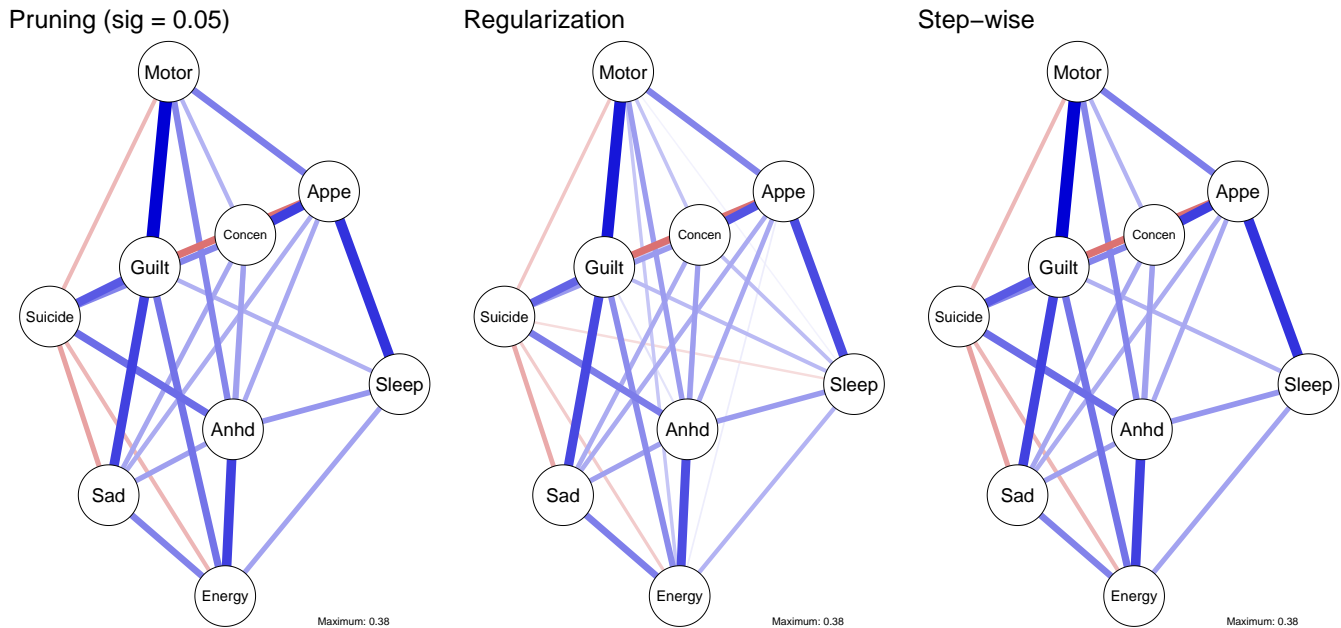 Pruning (sig = 0.05)
Motor
Appe
Concen
Guilt
Suicide
Sleep
Anhd
Sad
Energy
Maximum: 0.38
Regularization
Motor
Appe
Concen
Guilt
Suicide
Sleep
Anhd
Sad
Energy
Step−wise
Motor
Appe
Concen
Guilt
Suicide
Sleep
Anhd
Sad
Energy
Maximum: 0.38
Maximum: 0.38